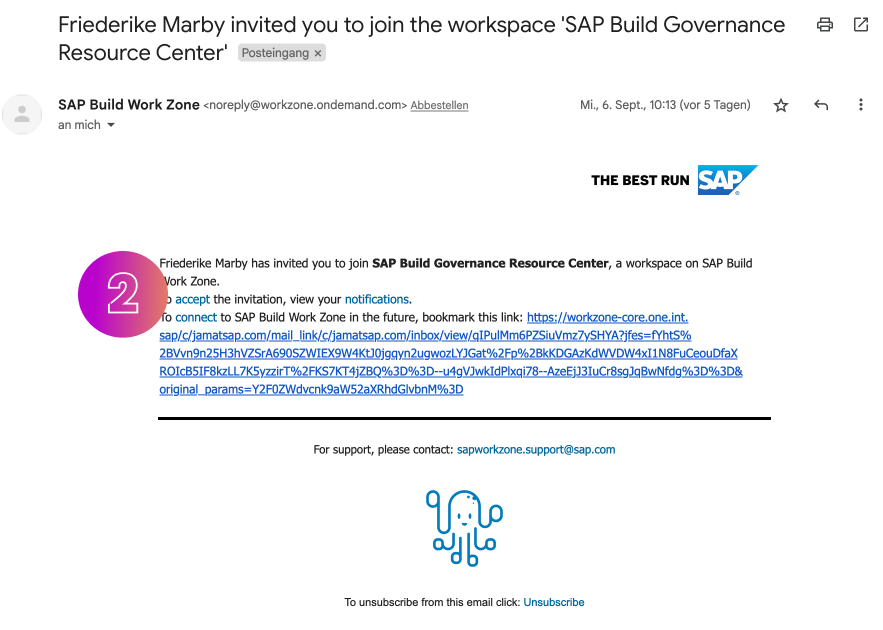 Friederike Marby invited you to join the workspace 'SAP Build Governance
Resource Center' Posteingang ×
SAP Build Work Zone <noreply@workzone.ondemand.com> Abbestellen
Mi., 6. Sept., 10:13 (vor 5 Tagen)
an mich
THE BEST RUN SAP
2
Friederike Marby has invited you to join SAP Build Governance Resource Center, a workspace on SAP Build
Work Zone.
accept the invitation, view your notifications.
To connect to SAP Build Work Zone in the future, bookmark this link: https://workzone-core.one.int.
sap/c/jamatsap.com/mail_link/c/jamatsap.com/inbox/view/qIPulMm6PZSiuVmz7ySHYA?jfes=fYhtS%
2BVvn9n25H3hVZSrA690SZWIEX9W4KtJ0jgqyn2ugwozLYJGat%2Fp%2BkKDGAzKdWVDW4xI1N8FuCeouDfaX
ROIcB5IF8kzLL7K5yzzirT%2FKS7KT4jZBQ%3D%3D--u4gVJwkIdPlxqi78--AzeEjJ3IuCr8sgJqBwNfdg%3D%3D&
original_params=Y2F0ZWdvcnk9aW52aXRhdGlvbnM%3D
For support, please contact: sapworkzone.support@sap.com
To unsubscribe from this email click: Unsubscribe